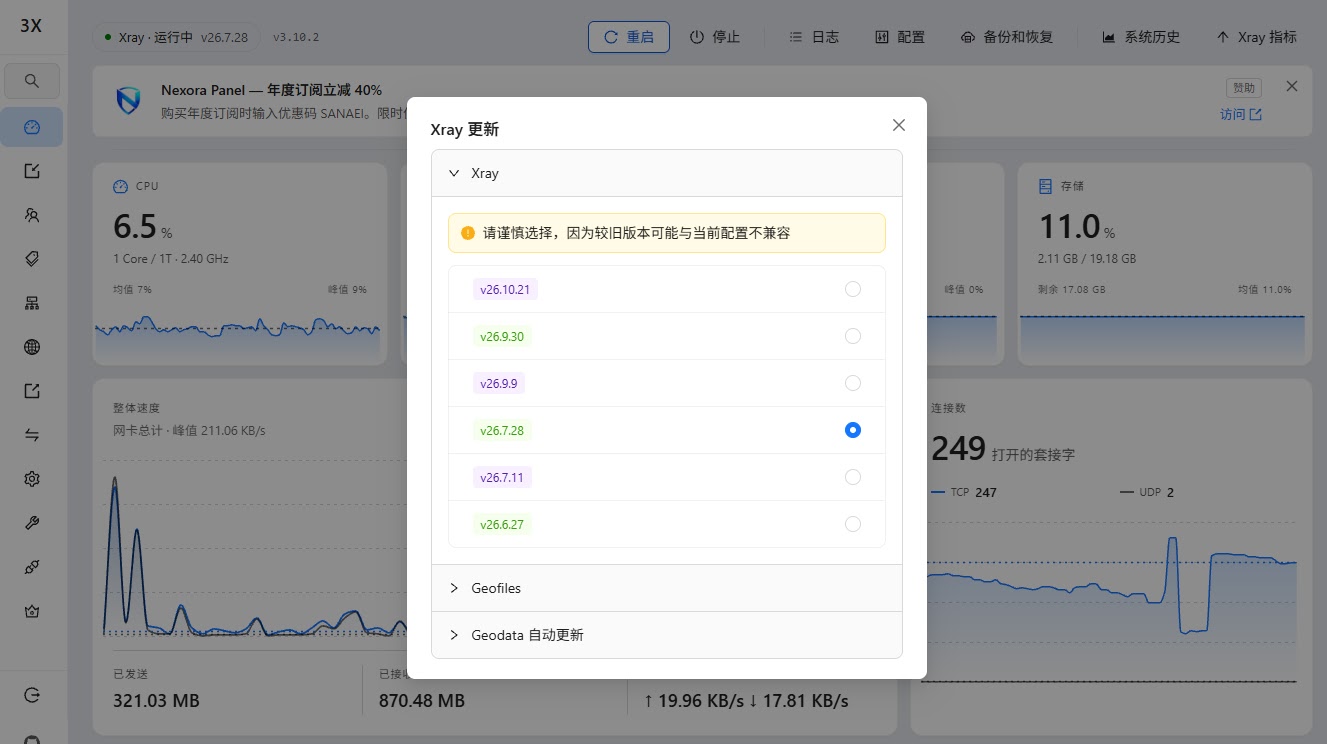 3X
Xray · 运行中 v26.7.28
v3.10.2
重启
停止
日志
配置
备份和恢复
系统历史
Xray 指标
Nexora Panel — 年度订阅立减 40%
购买年度订阅时输入优惠码 SANAEI。限时
赞助
访问
Xray 更新
Xray
请谨慎选择，因为较旧版本可能与当前配置不兼容
v26.10.21
v26.9.30
v26.9.9
v26.7.28
v26.7.11
v26.6.27
Geofiles
Geodata 自动更新
CPU
6.5 %
1 Core / 1T · 2.40 GHz
均值 7%
峰值 9%
峰值 0%
存储
11.0 %
2.11 GB / 19.18 GB
剩余 17.08 GB
均值 11.0%
整体速度
网卡总计 · 峰值 211.06 KB/s
已发送
321.03 MB
已接收
870.48 MB
↑ 19.96 KB/s ↓ 17.81 KB/s
连接数
249 打开的套接字
TCP 247
UDP 2